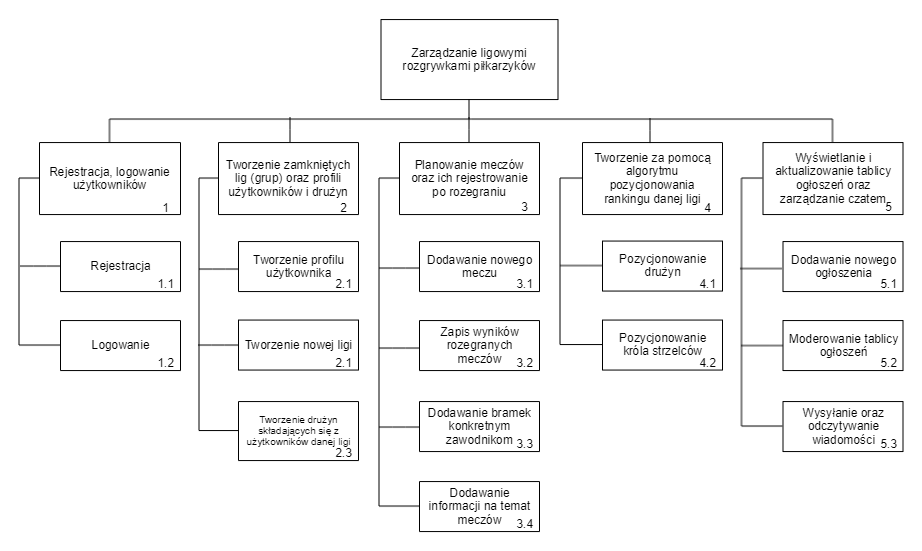 Zarządzanie ligowymi
rozgrywkami piłkarzyków
Rejestracja, logowanie
użytkowników
1
Rejestracja
1.1
Logowanie
1.2
Tworzenie zamkniętych
lig (grup) oraz profili
użytkowników i drużyn
2
Tworzenie profilu
użytkownika
2.1
Tworzenie nowej ligi
2.1
Tworzenie drużyn
składających się z
użytkowników danej ligi
2.3
Planowanie meczów
oraz ich rejestrowanie
po rozegraniu
3
Dodawanie nowego
meczu
3.1
Zapis wyników
rozegranych
meczów
3.2
Dodawanie bramek
konkretnym
zawodnikom
3.3
Dodawanie
informacji na temat
meczów
3.4
Tworzenie za pomocą
algorytmu
pozycjonowania
rankingu danej ligi
4
Pozycjonowanie
drużyn
4.1
Pozycjonowanie
króla strzelców
4.2
Wyświetlanie i
aktualizowanie tablicy
ogłoszeń oraz
zarządzanie czatem
5
Dodawanie nowego
ogłoszenia
5.1
Moderowanie tablicy
ogłoszeń
5.2
Wysyłanie oraz
odczytywanie
wiadomości
5.3